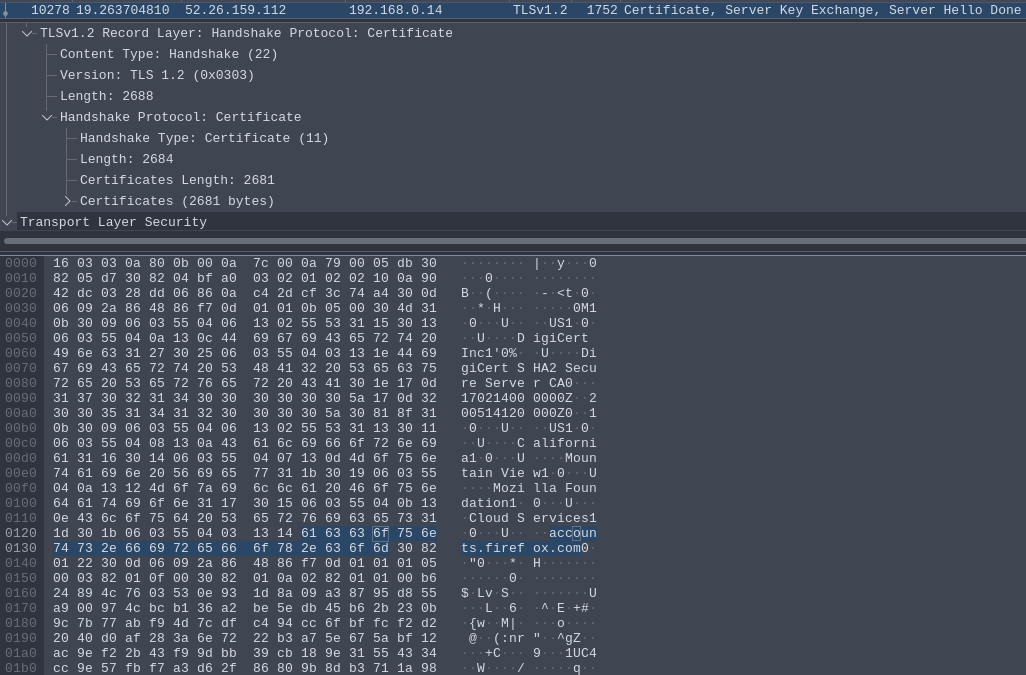 10278 19.263704810 52.26.159.112 192.168.0.14 TLSv1.2 1752 Certificate, Server Key Exchange, Server Hello Done
TLSv1.2 Record Layer: Handshake Protocol: Certificate
Content Type: Handshake (22)
Version: TLS 1.2 (0x0303)
Length: 2688
Handshake Protocol: Certificate
Handshake Type: Certificate (11)
Length: 2684
Certificates Length: 2681
Certificates (2681 bytes)
Transport Layer Security
0000 16 03 03 0a 80 0b 00 0a 7c 00 0a 79 00 05 db 30 ········ |··y···0
0010 82 05 d7 30 82 04 bf a0 03 02 01 02 02 10 0a 90 ···0···· ········
0020 42 dc 03 28 dd 06 86 0a c4 2d cf 3c 74 a4 30 0d B··(···· ·-·<t·0·
0030 06 09 2a 86 48 86 f7 0d 01 01 0b 05 00 30 4d 31 ··*·H··· ·····0M1
0040 0b 30 09 06 03 55 04 06 13 02 55 53 31 15 30 13 ·0···U·· ··US1·0·
0050 06 03 55 04 0a 13 0c 44 69 67 69 43 65 72 74 20 ··U····D igiCert
0060 49 6e 63 31 27 30 25 06 03 55 04 03 13 1e 44 69 Inc1'0%· ·U····Di
0070 67 69 43 65 72 74 20 53 48 41 32 20 53 65 63 75 giCert S HA2 Secu
0080 72 65 20 53 65 72 76 65 72 20 43 41 30 1e 17 0d re Serve r CA0···
0090 31 37 30 32 31 34 30 30 30 30 30 30 5a 17 0d 32 17021400 0000Z··2
00a0 30 30 35 31 34 31 32 30 30 30 30 5a 30 81 8f 31 00514120 000Z0··1
00b0 0b 30 09 06 03 55 04 06 13 02 55 53 31 13 30 11 ·0···U·· ··US1·0·
00c0 06 03 55 04 08 13 0a 43 61 6c 69 66 6f 72 6e 69 ··U····C aliforni
00d0 61 31 16 30 14 06 03 55 04 07 13 0d 4d 6f 75 6e a1·0···U ····Moun
00e0 74 61 69 6e 20 56 69 65 77 31 1b 30 19 06 03 55 tain Vie w1·0···U
00f0 04 0a 13 12 4d 6f 7a 69 6c 6c 61 20 46 6f 75 6e ····Mozi lla Foun
0100 64 61 74 69 6f 6e 31 17 30 15 06 03 55 04 0b 13 dation1· 0···U···
0110 0e 43 6c 6f 75 64 20 53 65 72 76 69 63 65 73 31 ·Cloud S ervices1
0120 1d 30 1b 06 03 55 04 03 13 14 61 63 63 6f 75 6e ·0···U·· ··accoun
0130 74 73 2e 66 69 72 65 66 6f 78 2e 63 6f 6d 30 82 ts.firef ox.com0·
0140 01 22 30 0d 06 09 2a 86 48 86 f7 0d 01 01 01 05 ·"0···*· H·······
0150 00 03 82 01 0f 00 30 82 01 0a 02 82 01 01 00 b6 ······0· ········
0160 24 89 4c 76 03 53 0e 93 1d 8a 09 a3 87 95 d8 55 $·Lv·S·· ·······U
0170 a9 00 97 4c bc b1 36 a2 be 5e db 45 b6 2b 23 0b ···L··6· ·^·E·+#·
0180 9c 7b 77 ab f9 4d 7c df c4 94 cc 6f bf fc f2 d2 ·{w··M|· ···o····
0190 20 40 d0 af 28 3a 6e 72 22 b3 a7 5e 67 5a bf 12 @··(:nr "··^gZ··
01a0 ac 9e f2 2b 43 f9 9d bb 39 cb 18 9e 31 55 43 34 ···+C··· 9···1UC4
01b0 cc 9e 57 fb f7 a3 d6 2f 86 80 9b 8d b3 71 1a 98 ··W····/ ·····q··